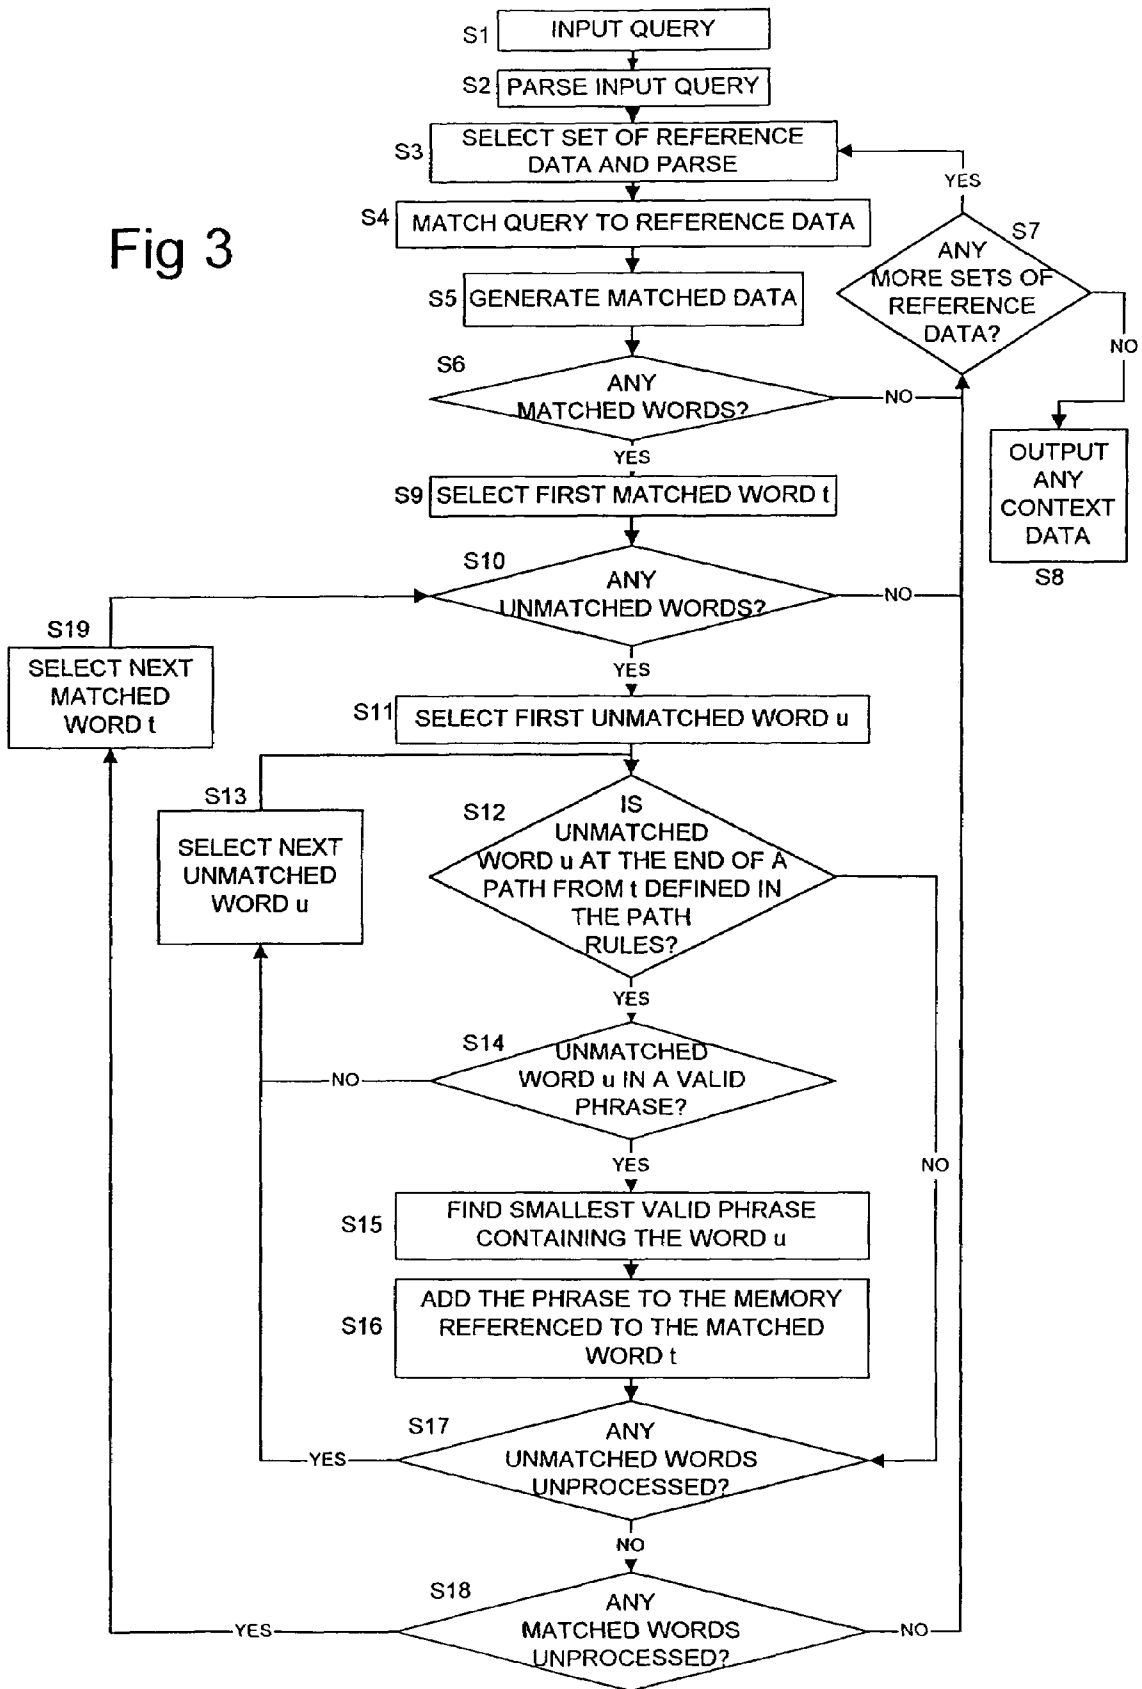 S1
INPUT QUERY
S2
PARSE INPUT QUERY
S3
SELECT SET OF REFERENCE
DATA AND PARSE
YES
S4
MATCH QUERY TO REFERENCE DATA
Fig 3
S7
ANY
MORE SETS OF
REFERENCE
DATA?
S5
GENERATE MATCHED DATA
NO
S6
ANY
MATCHED WORDS?
NO
YES
OUTPUT
ANY
CONTEXT
DATA
S8
S9
SELECT FIRST MATCHED WORD t
S10
ANY
UNMATCHED WORDS?
NO
YES
S19
SELECT NEXT
MATCHED
WORD t
S11
SELECT FIRST UNMATCHED WORD u
S13
SELECT NEXT
UNMATCHED
WORD u
S12
IS
UNMATCHED
WORD u AT THE END OF A
PATH FROM t DEFINED IN
THE PATH
RULES?
YES
S14
UNMATCHED
WORD u IN A VALID
PHRASE?
NO
YES
NO
S15
FIND SMALLEST VALID PHRASE
CONTAINING THE WORD u
S16
ADD THE PHRASE TO THE MEMORY
REFERENCED TO THE MATCHED
WORD t
S17
ANY
UNMATCHED WORDS
UNPROCESSED?
YES
NO
S18
ANY
MATCHED WORDS
UNPROCESSED?
YES
NO